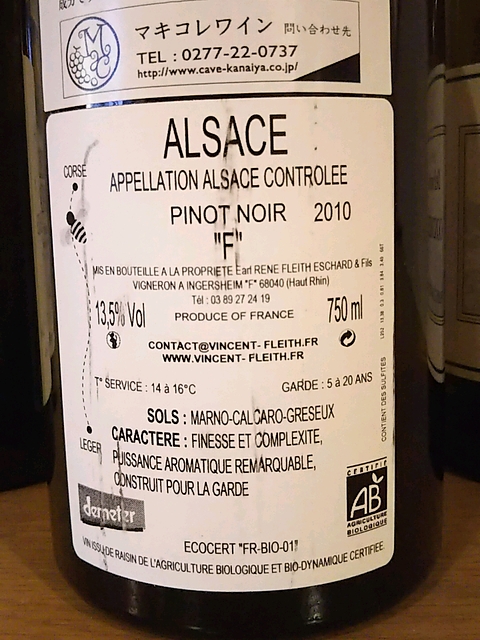 マキコレワイン 問い合わせ先
TEL : 0277-22-0737
http://www.cave-kanaiya.co.jp/
ALSACE
CORSE
APPELLATION ALSACE CONTROLEE
PINOT NOIR 2010
"F"
MIS EN BOUTEILLE A LA PROPRIETE Earl RENE FLEITH ESCHARD & Fils
VIGNERON A INGERSHEIM "F" 68040 (Haut Rhin)
Tél : 03 89 27 24 19
13,5% Vol PRODUCE OF FRANCE 750 ml
CONTACT@VINCENT-FLEITH.FR
WWW.VINCENT-FLEITH.FR
T° SERVICE : 14 à 16°C GARDE : 5 à 20 ANS
CONTIENT DES SULFITES
SOLS : MARNO-CALCARO-GRESEUX
LEGER
CARACTERE : FINESSE ET COMPLEXITE,
PUISSANCE AROMATIQUE REMARQUABLE,
CONSTRUIT POUR LA GARDE
demeter
CERTIFIÉ
AB
AGRICULTURE
BIOLOGIQUE
ECOCERT "FR-BIO-01"
VIN ISSU DE RAISIN DE L'AGRICULTURE BIOLOGIQUE ET BIO-DYNAMIQUE CERTIFIEE